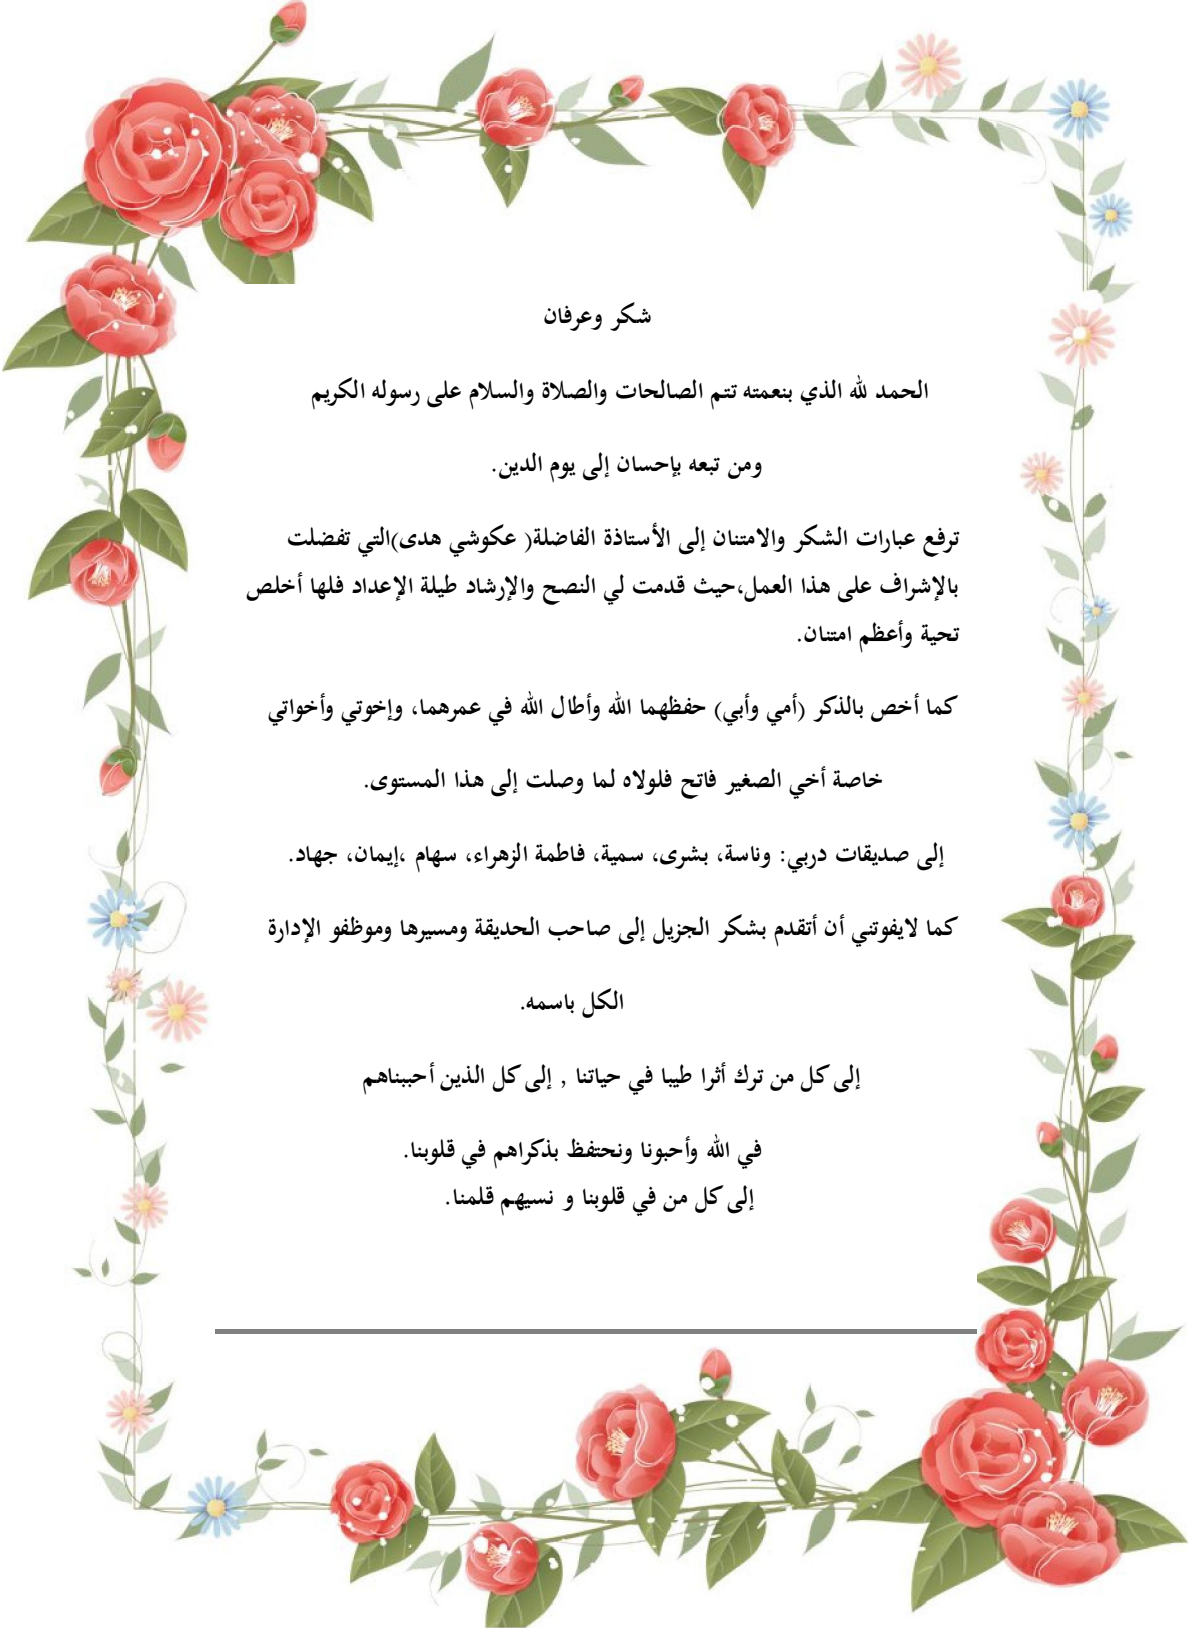 شكر وعرفان
الحمد لله الذي بنعمته تتم الصالحات والصلاة والسلام على رسوله الكريم
ومن تبعه بإحسان إلى يوم الدين.
ترفع عبارات الشكر والامتنان إلى الأستاذة الفاضلة( عكوشي هدى)التي تفضلت
بالإشراف على هذا العمل،حيث قدمت لي النصح والإرشاد طيلة الإعداد فلها أخلص
تحية وأعظم امتنان.
كما أخص بالذكر (أمي وأبي) حفظهما الله وأطال الله في عمرهما، وإخوتي وأخواتي
خاصة أخي الصغير فاتح فلولاه لما وصلت إلى هذا المستوى.
إلى صديقات دربي: وناسة، بشرى، سمية، فاطمة الزهراء، سهام ،إيمان، جهاد.
كما لايفوتني أن أتقدم بشكر الجزيل إلى صاحب الحديقة ومسيرها وموظفو الإدارة
الكل باسمه.
إلى كل من ترك أثرا طيبا في حياتنا , إلى كل الذين أحببناهم
في الله وأحبونا ونحتفظ بذكراهم في قلوبنا.
إلى كل من في قلوبنا و نسيهم قلمنا.